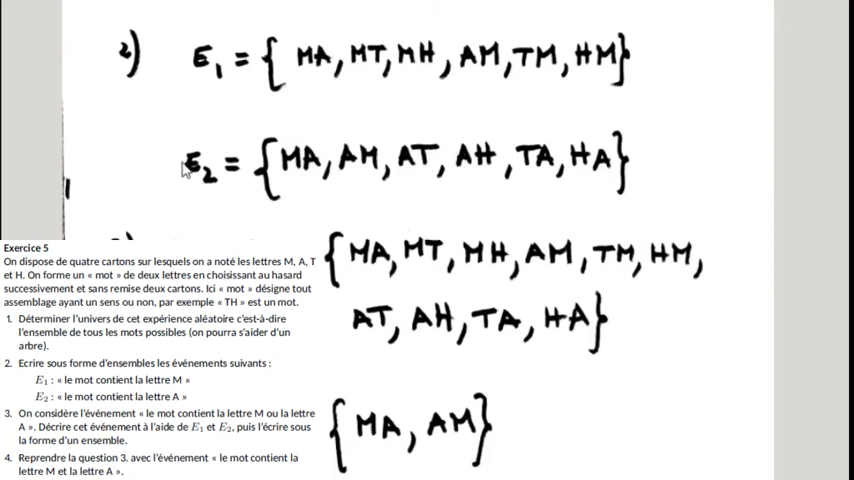 2) E₁ = { MA, MT, MH, AM, TM, HM}
E₂ = {MA, AM, AT, AH, TA, HA}
{MA, MT, MH, AM, TM, HM,
AT, AH, TA, HA}
{MA, AM}
Exercice 5
On dispose de quatre cartons sur lesquels on a noté les lettres M, A, T
et H. On forme un « mot » de deux lettres en choisissant au hasard
successivement et sans remise deux cartons. Ici « mot » désigne tout
assemblage ayant un sens ou non, par exemple « TH » est un mot.
1. Déterminer l'univers de cet expérience aléatoire c'est-à-dire
l'ensemble de tous les mots possibles (on pourra s'aider d'un
arbre).
2. Ecrire sous forme d'ensembles les événements suivants :
E₁ : « le mot contient la lettre M »
E₂ : « le mot contient la lettre A »
3. On considère l'événement « le mot contient la lettre M ou la lettre
A ». Décrire cet événement à l'aide de E₁ et E₂, puis l'écrire sous
la forme d'un ensemble.
4. Reprendre la question 3. avec l'événement « le mot contient la
lettre M et la lettre A ».